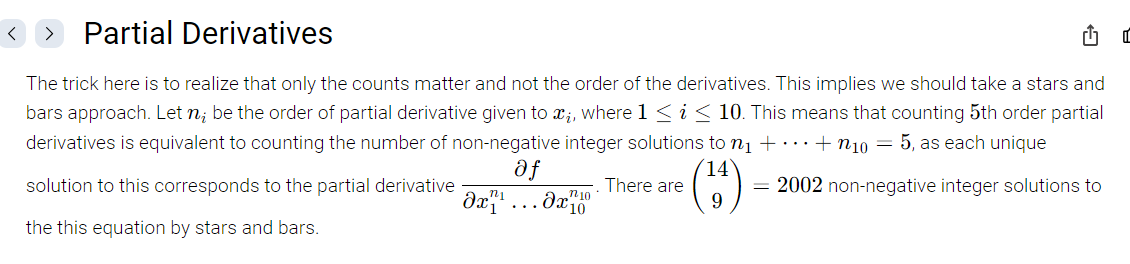 Partial Derivatives
The trick here is to realize that only the counts matter and not the order of the derivatives. This implies we should take a stars and
bars approach. Let $n_i$ be the order of partial derivative given to $x_i$, where $1 \leq i \leq 10$. This means that counting 5th order partial
derivatives is equivalent to counting the number of non-negative integer solutions to $n_1 + \cdots + n_{10} = 5$, as each unique
solution to this corresponds to the partial derivative $\dfrac{\partial f}{\partial x_1^{n_1} \ldots \partial x_{10}^{n_{10}}}$. There are $\dbinom{14}{9} = 2002$ non-negative integer solutions to
the this equation by stars and bars.